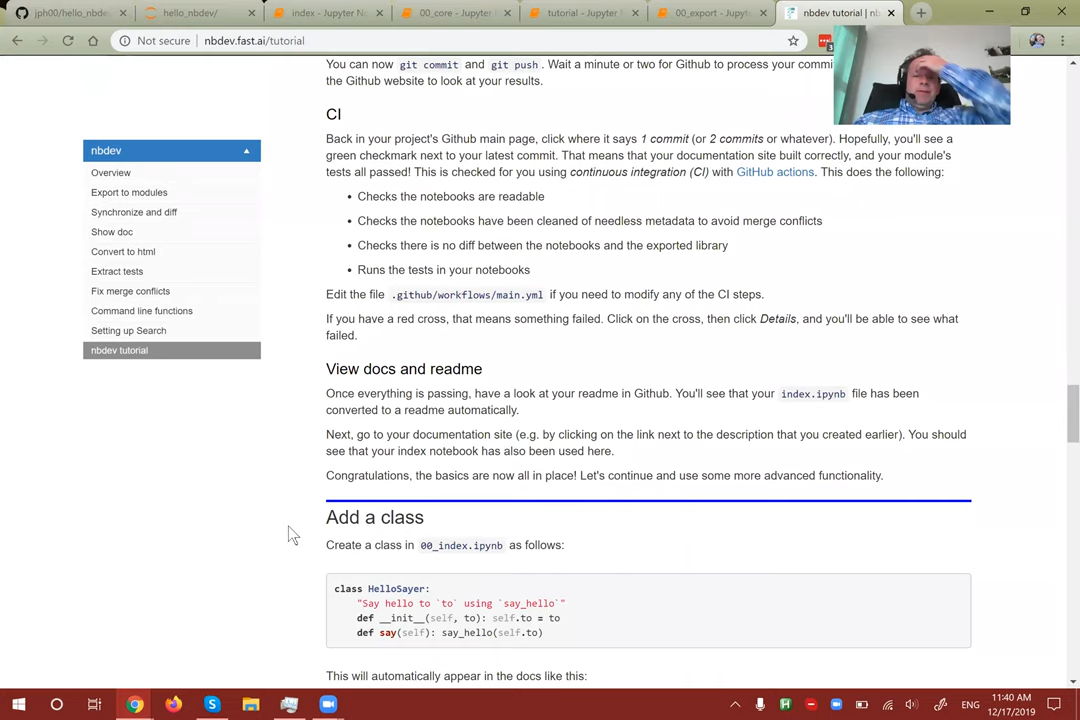 jph00/hello_nbde
hello_nbdev/
index - Jupyter N
00_core - Jupyter
tutorial - Jupyter
00_export - Jupyte
nbdev tutorial | nb
Not secure | nbdev.fast.ai/tutorial
3
You can now git commit and git push. Wait a minute or two for Github to process your commi
the Github website to look at your results.
CI
Back in your project's Github main page, click where it says 1 commit (or 2 commits or whatever). Hopefully, you'll see a
green checkmark next to your latest commit. That means that your documentation site built correctly, and your module's
tests all passed! This is checked for you using continuous integration (CI) with GitHub actions. This does the following:
• Checks the notebooks are readable
• Checks the notebooks have been cleaned of needless metadata to avoid merge conflicts
• Checks there is no diff between the notebooks and the exported library
• Runs the tests in your notebooks
Edit the file .github/workflows/main.yml if you need to modify any of the CI steps.
If you have a red cross, that means something failed. Click on the cross, then click Details, and you'll be able to see what
failed.
View docs and readme
Once everything is passing, have a look at your readme in Github. You'll see that your index.ipynb file has been
converted to a readme automatically.
Next, go to your documentation site (e.g. by clicking on the link next to the description that you created earlier). You should
see that your index notebook has also been used here.
Congratulations, the basics are now all in place! Let's continue and use some more advanced functionality.
Add a class
Create a class in 00_index.ipynb as follows:
class HelloSayer:
"Say hello to `to` using `say_hello`"
def __init__(self, to): self.to = to
def say(self): say_hello(self.to)
This will automatically appear in the docs like this:
nbdev
Overview
Export to modules
Synchronize and diff
Show doc
Convert to html
Extract tests
Fix merge conflicts
Command line functions
Setting up Search
nbdev tutorial
ENG
11:40 AM
12/17/2019